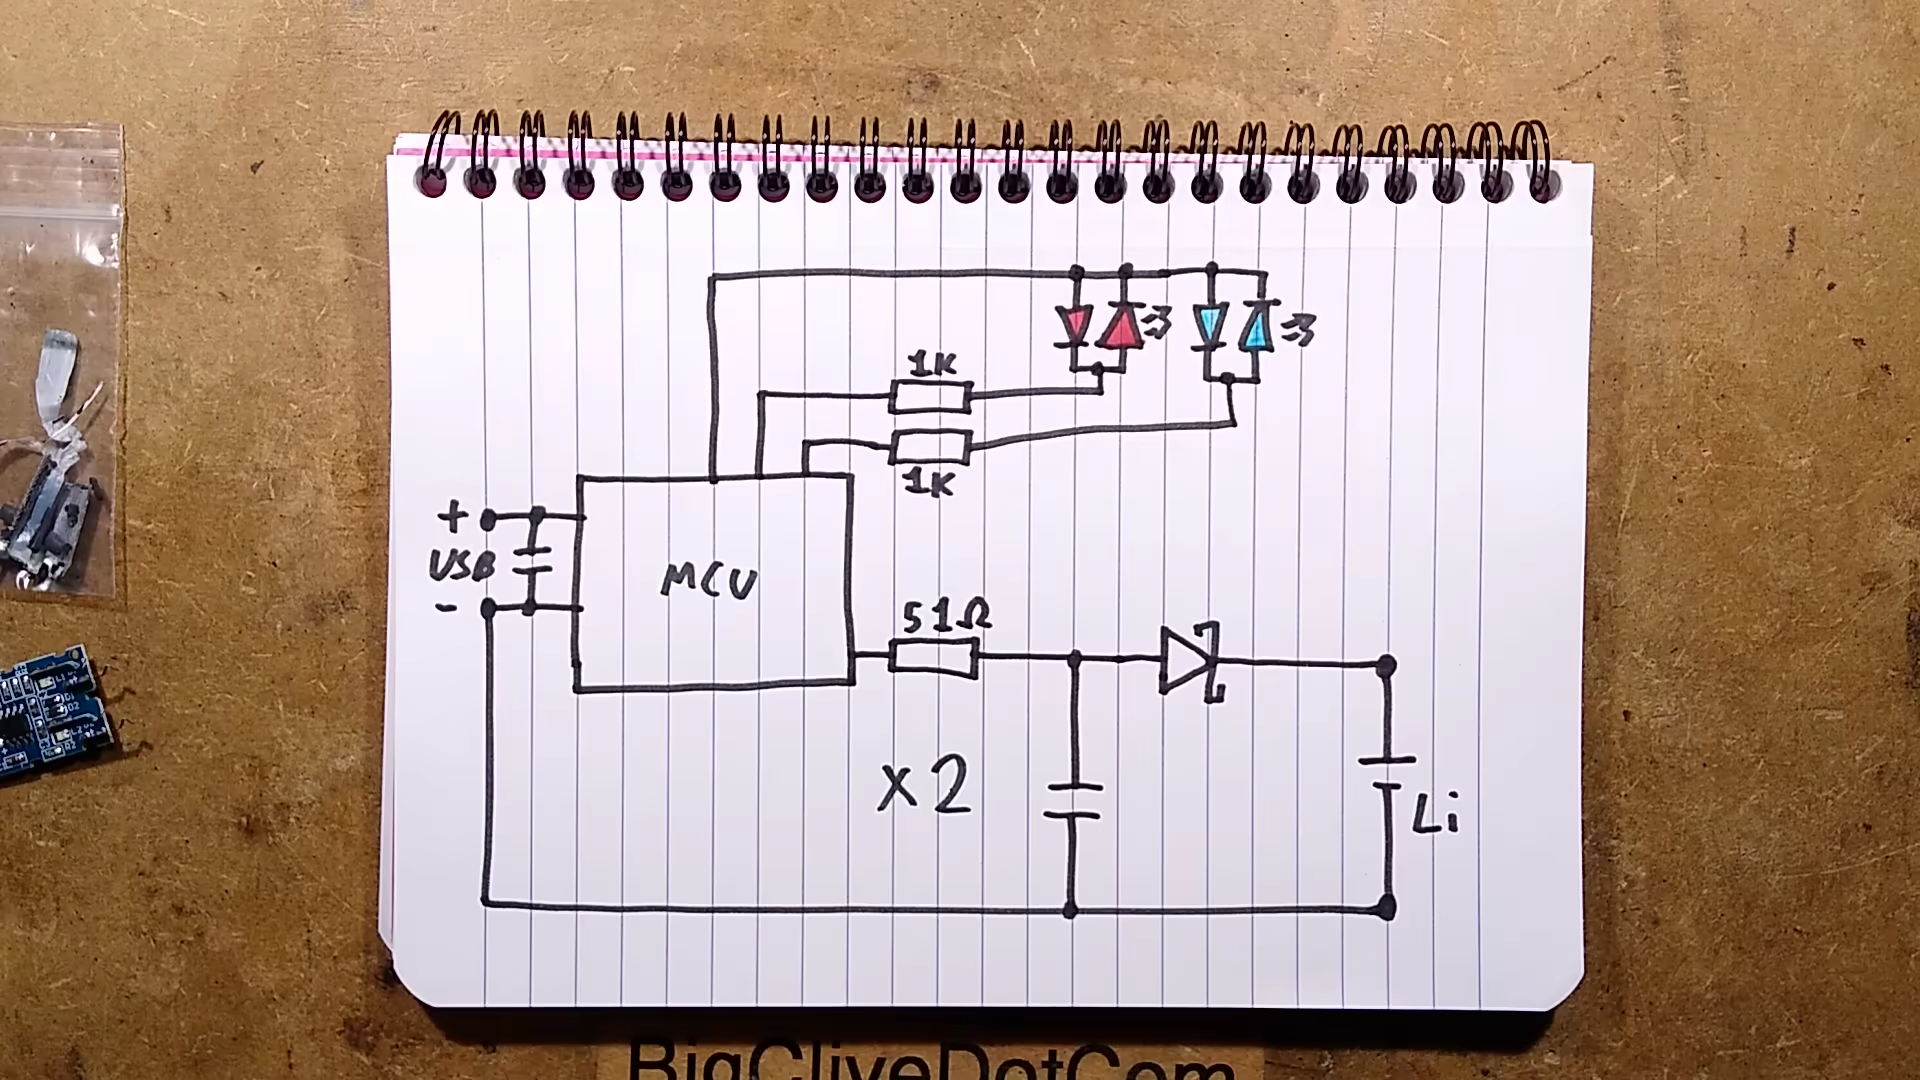 1K
1K
+
USB
-
MCU
51Ω
x2
Li
BigCliveDotCom